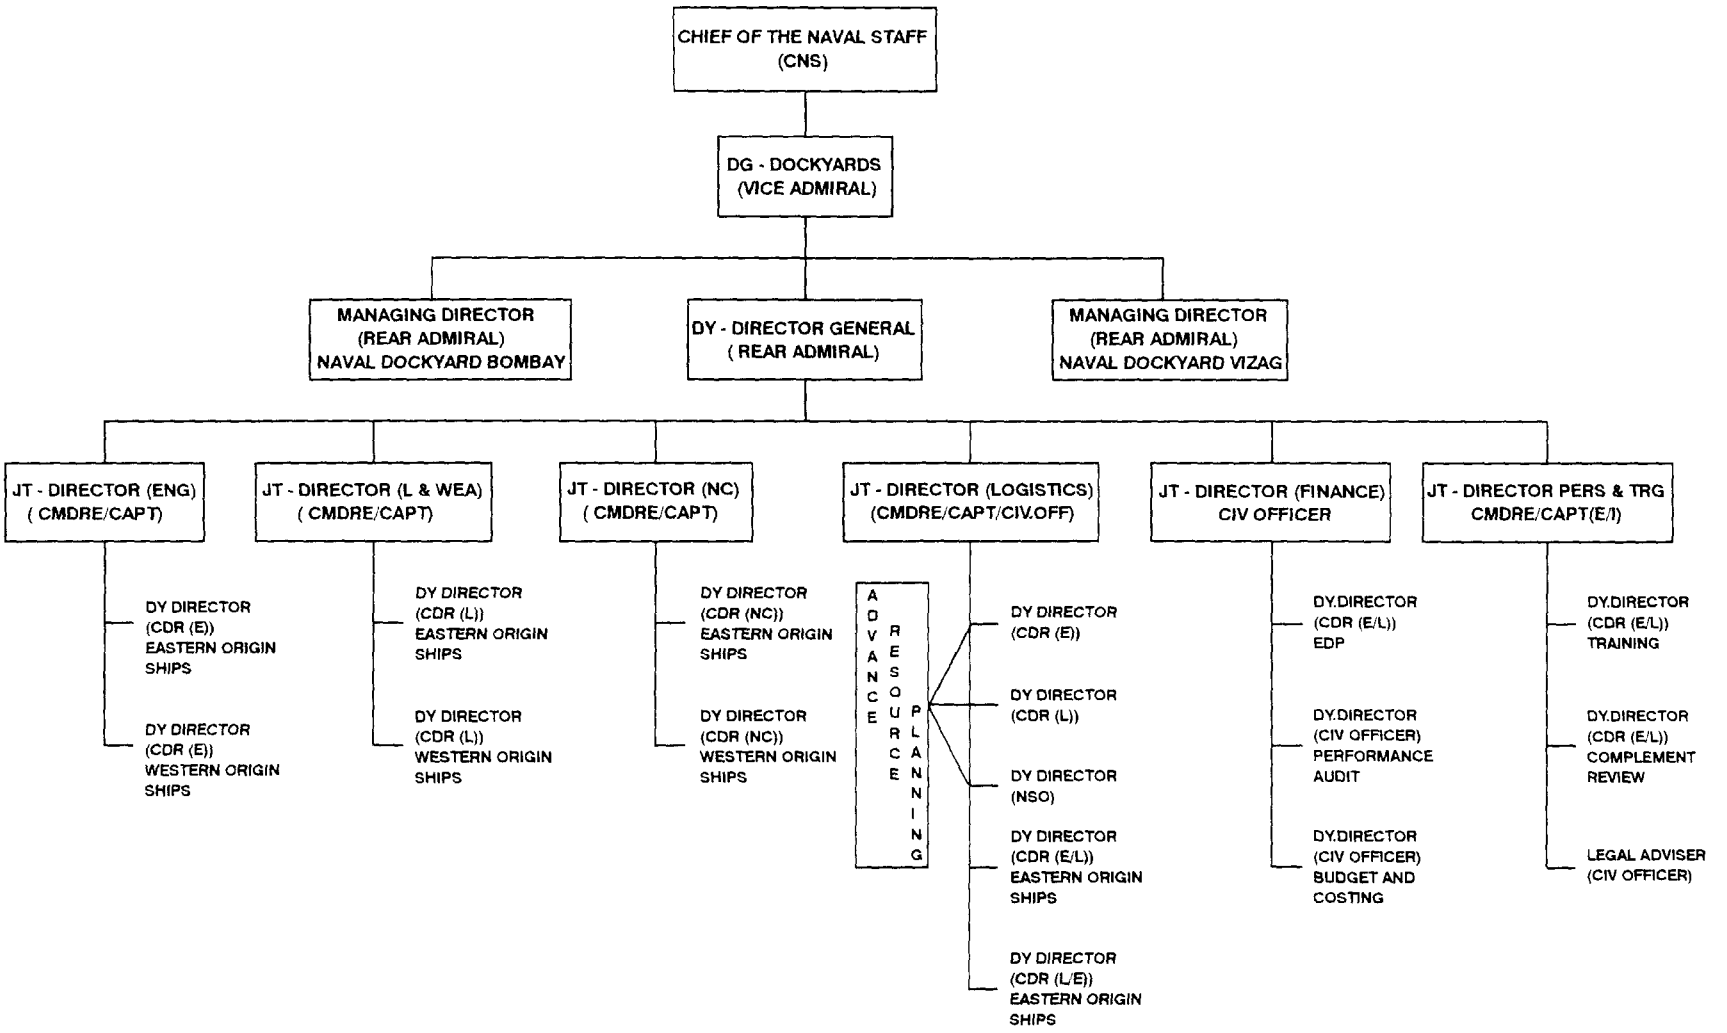 CHIEF OF THE NAVAL STAFF
(CNS)
DG - DOCKYARDS
(VICE ADMIRAL)
MANAGING DIRECTOR
(REAR ADMIRAL)
NAVAL DOCKYARD BOMBAY
DY - DIRECTOR GENERAL
( REAR ADMIRAL)
MANAGING DIRECTOR
(REAR ADMIRAL)
NAVAL DOCKYARD VIZAG
JT - DIRECTOR (ENG)
( CMDRE/CAPT)
JT - DIRECTOR (L & WEA)
( CMDRE/CAPT)
JT - DIRECTOR (NC)
( CMDRE/CAPT)
JT - DIRECTOR (LOGISTICS)
(CMDRE/CAPT/CIV.OFF)
JT - DIRECTOR (FINANCE)
CIV OFFICER
JT - DIRECTOR PERS & TRG
CMDRE/CAPT(E/I)
DY DIRECTOR
(CDR (E))
EASTERN ORIGIN
SHIPS
DY DIRECTOR
(CDR (E))
WESTERN ORIGIN
SHIPS
DY DIRECTOR
(CDR (L))
EASTERN ORIGIN
SHIPS
DY DIRECTOR
(CDR (L))
WESTERN ORIGIN
SHIPS
DY DIRECTOR
(CDR (NC))
EASTERN ORIGIN
SHIPS
DY DIRECTOR
(CDR (NC))
WESTERN ORIGIN
SHIPS
ADVANCE
RESOURCE
PLANNING
DY DIRECTOR
(CDR (E))
DY DIRECTOR
(CDR (L))
DY DIRECTOR
(NSO)
DY DIRECTOR
(CDR (E/L))
EASTERN ORIGIN
SHIPS
DY DIRECTOR
(CDR (L/E))
EASTERN ORIGIN
SHIPS
DY.DIRECTOR
(CDR (E/L))
EDP
DY.DIRECTOR
(CIV OFFICER)
PERFORMANCE
AUDIT
DY.DIRECTOR
(CIV OFFICER)
BUDGET AND
COSTING
DY.DIRECTOR
(CDR (E/L))
TRAINING
DY.DIRECTOR
(CDR (E/L))
COMPLEMENT
REVIEW
LEGAL ADVISER
(CIV OFFICER)